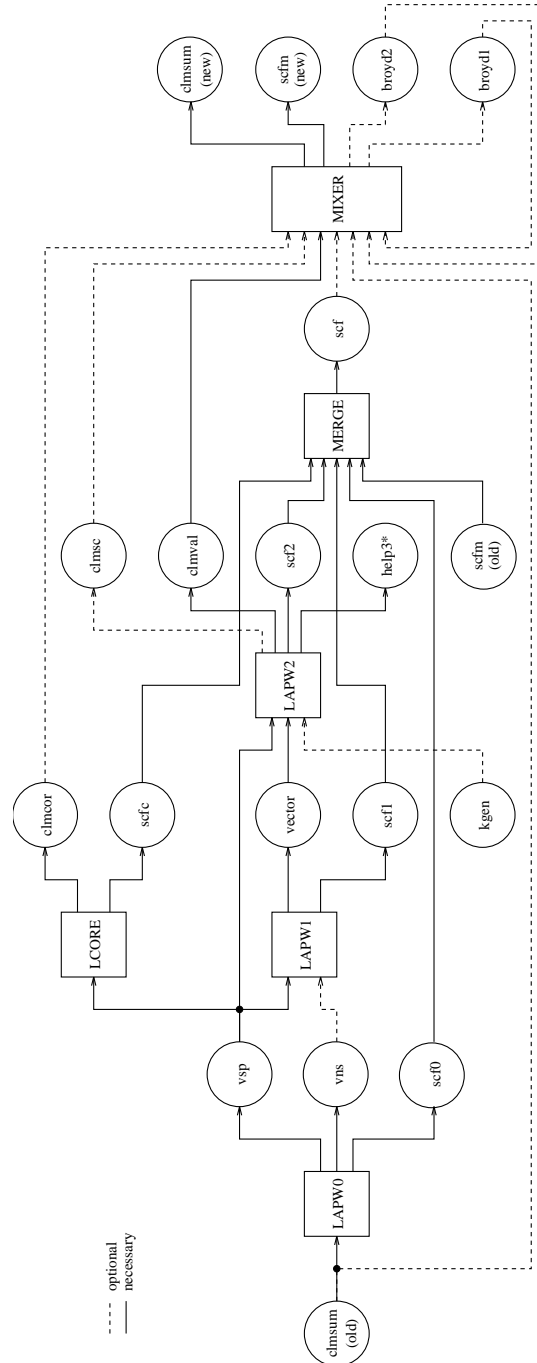 optional
necessary
clmsum
(old)
LAPW0
vsp
vns
scf0
LCORE
LAPW1
clmcor
scfc
vector
scf1
kgen
LAPW2
clmsc
clmval
scf2
help3*
scfm
(old)
MERGE
scf
MIXER
clmsum
(new)
scfm
(new)
broyd2
broyd1